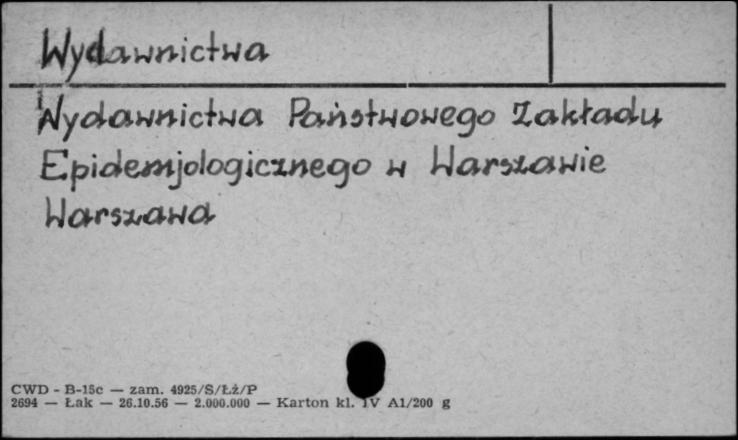 Wydawnictwa
Wydawnictwa Państwowego Zakładu
Epidemjologicznego w Warszawie
Warszawa
CWD - B-15c — zam. 4925/S/Łż/P
2694 — Łak — 26.10.56 — 2.000.000 — Karton kl. IV A1/200 g